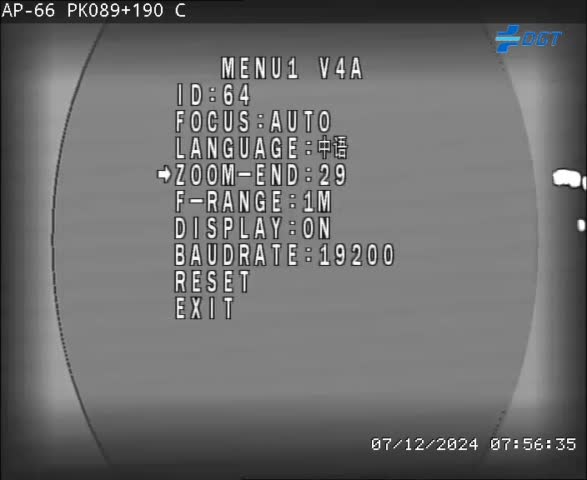 AP-66 PK089+190 C
DGT
MENU1 V4A
ID:64
FOCUS:AUTO
LANGUAGE:中语
ZOOM-END:29
F-RANGE:1M
DISPLAY:ON
BAUDRATE:19200
RESET
EXIT
07/12/2024 07:56:35